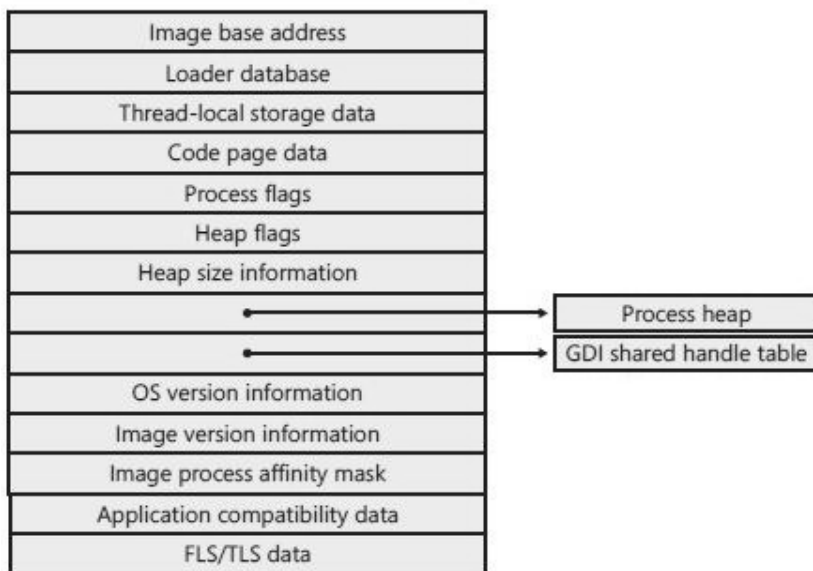 Image base address
Loader database
Thread-local storage data
Code page data
Process flags
Heap flags
Heap size information
Process heap
GDI shared handle table
OS version information
Image version information
Image process affinity mask
Application compatibility data
FLS/TLS data